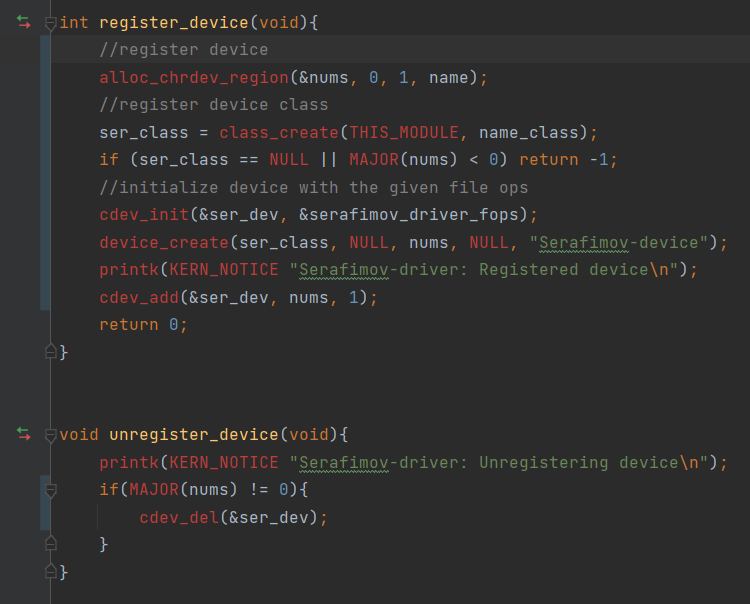 int register_device(void){
//register device
alloc_chrdev_region(&nums, 0, 1, name);
//register device class
ser_class = class_create(THIS_MODULE, name_class);
if (ser_class == NULL || MAJOR(nums) < 0) return -1;
//initialize device with the given file ops
cdev_init(&ser_dev, &serafimov_driver_fops);
device_create(ser_class, NULL, nums, NULL, "Serafimov-device");
printk(KERN_NOTICE "Serafimov-driver: Registered device\n");
cdev_add(&ser_dev, nums, 1);
return 0;
}
void unregister_device(void){
printk(KERN_NOTICE "Serafimov-driver: Unregistering device\n");
if(MAJOR(nums) != 0){
cdev_del(&ser_dev);
}
}